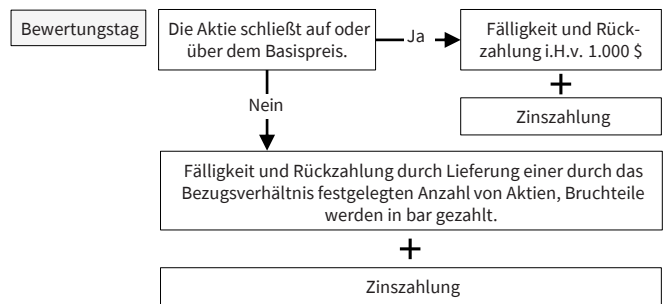 Bewertungstag
Die Aktie schließt auf oder
über dem Basispreis.
Ja
Fälligkeit und Rück-
zahlung i.H.v. 1.000 $
+
Zinszahlung
Nein
Fälligkeit und Rückzahlung durch Lieferung einer durch das
Bezugsverhältnis festgelegten Anzahl von Aktien, Bruchteile
werden in bar gezahlt.
+
Zinszahlung